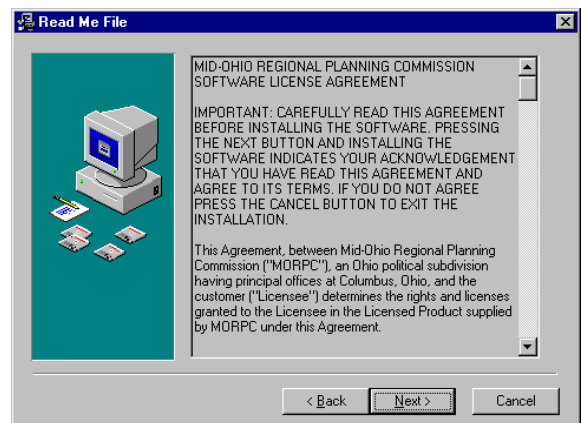 Read Me File
MID-OHIO REGIONAL PLANNING COMMISSION
SOFTWARE LICENSE AGREEMENT
IMPORTANT: CAREFULLY READ THIS AGREEMENT
BEFORE INSTALLING THE SOFTWARE. PRESSING
THE NEXT BUTTON AND INSTALLING THE
SOFTWARE INDICATES YOUR ACKNOWLEDGEMENT
THAT YOU HAVE READ THIS AGREEMENT AND
AGREE TO ITS TERMS. IF YOU DO NOT AGREE
PRESS THE CANCEL BUTTON TO EXIT THE
INSTALLATION.
This Agreement, between Mid-Ohio Regional Planning
Commission ("MORPC"), an Ohio political subdivision
having principal offices at Columbus, Ohio, and the
customer ("Licensee") determines the rights and licenses
granted to the Licensee in the Licensed Product supplied
by MORPC under this Agreement.
< Back
Next >
Cancel